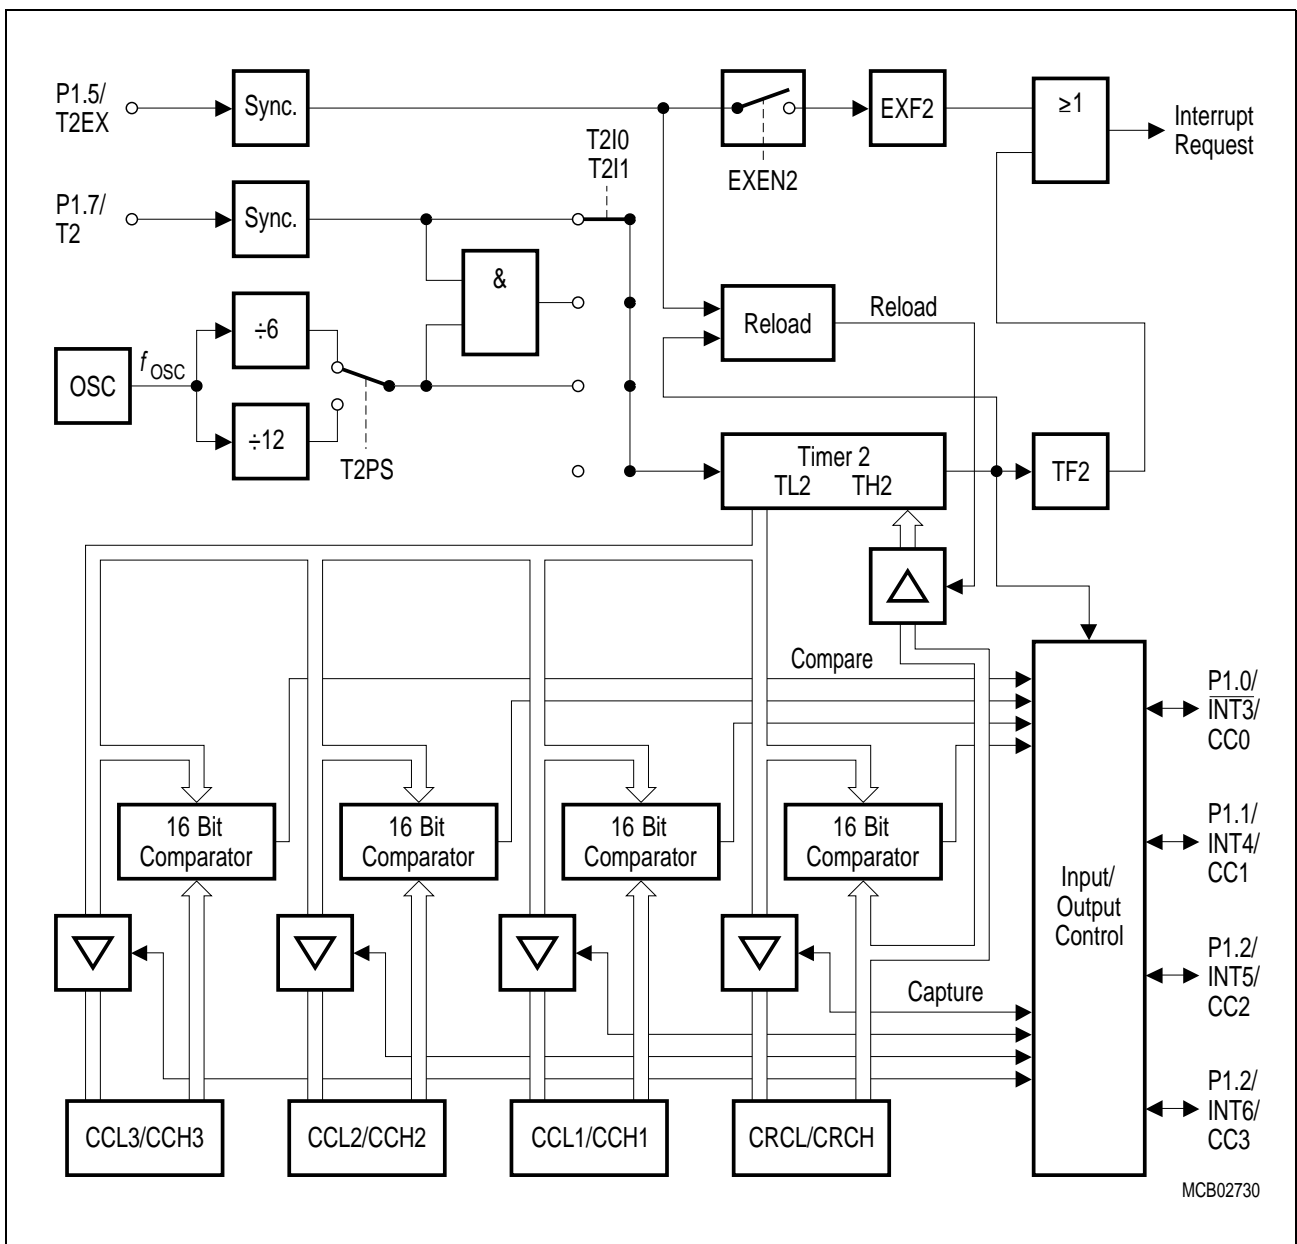 P1.5/
T2EX
Sync.
EXEN2
EXF2
≥1
Interrupt
Request
P1.7/
T2
Sync.
T2I0
T2I1
&
÷6
OSC
fOSC
÷12
T2PS
Reload
Reload
Timer 2
TL2 TH2
TF2
Compare
16 Bit
Comparator
16 Bit
Comparator
16 Bit
Comparator
16 Bit
Comparator
Capture
CCL3/CCH3
CCL2/CCH2
CCL1/CCH1
CRCL/CRCH
Input/
Output
Control
P1.0/
INT3/
CC0
P1.1/
INT4/
CC1
P1.2/
INT5/
CC2
P1.2/
INT6/
CC3
MCB02730